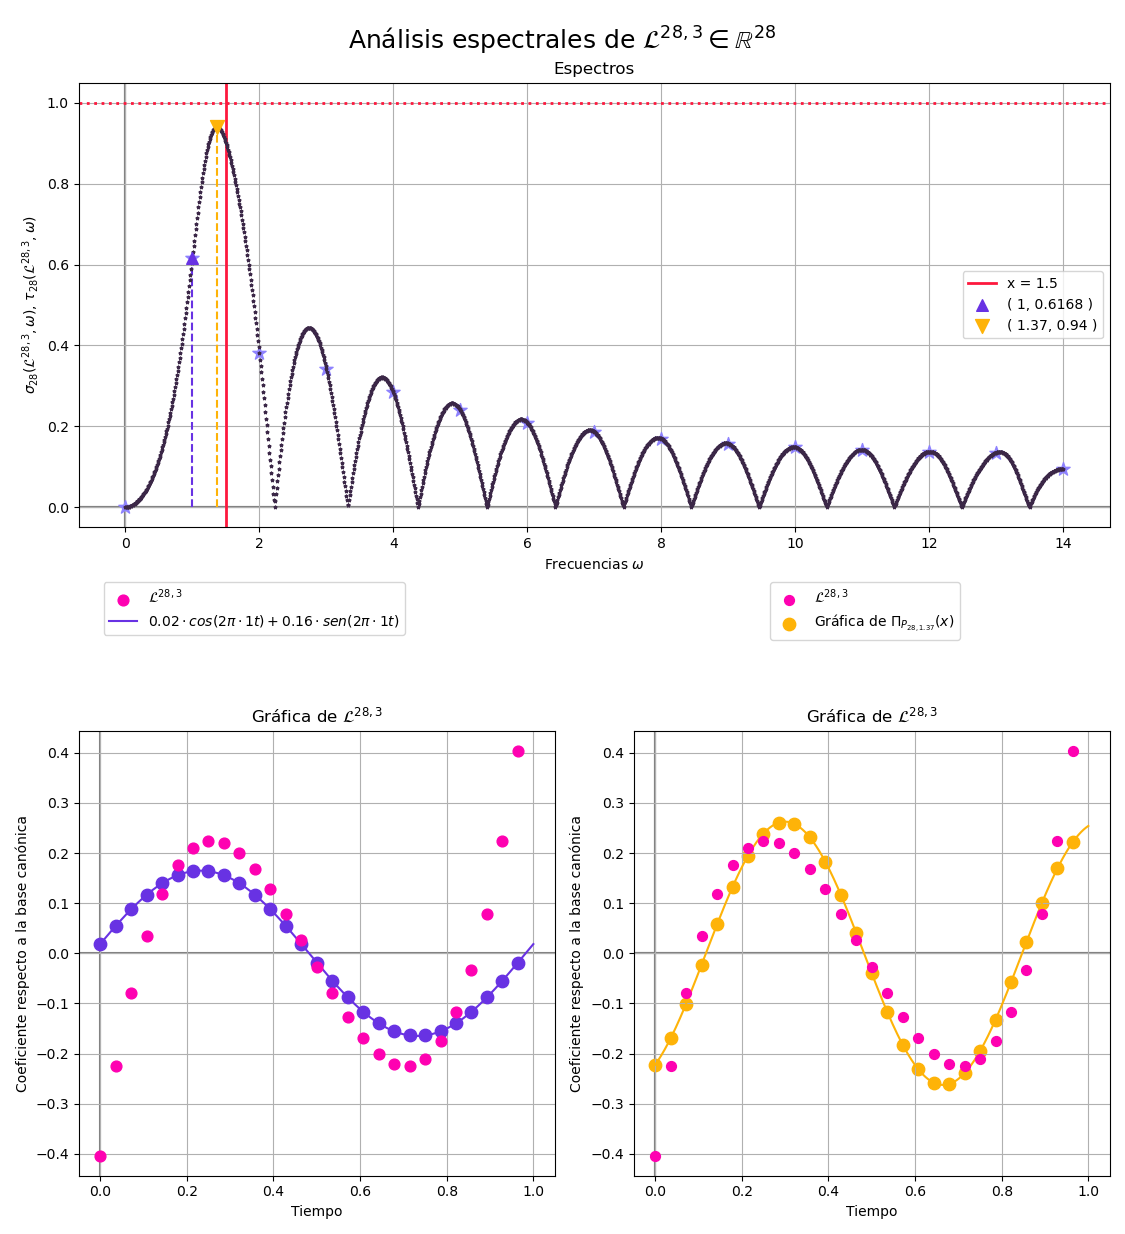 Análisis espectrales de 𝓛^{28,3} ∈ ℝ^{28}
Espectros
σ_{28}(𝓛^{28,3}, ω), τ_{28}(𝓛^{28,3}, ω)
1.0
0.8
0.6
0.4
0.2
0.0
x = 1.5
( 1, 0.6168 )
( 1.37, 0.94 )
0 2 4 6 8 10 12 14
Frecuencias ω
𝓛^{28,3}
0.02 · cos(2π · 1t) + 0.16 · sen(2π · 1t)
𝓛^{28,3}
Gráfica de Π_{P_{28,1.37}}(x)
Gráfica de 𝓛^{28,3}
Coeficiente respecto a la base canónica
0.4
0.3
0.2
0.1
0.0
−0.1
−0.2
−0.3
−0.4
0.0 0.2 0.4 0.6 0.8 1.0
Tiempo
Gráfica de 𝓛^{28,3}
Coeficiente respecto a la base canónica
0.4
0.3
0.2
0.1
0.0
−0.1
−0.2
−0.3
−0.4
0.0 0.2 0.4 0.6 0.8 1.0
Tiempo